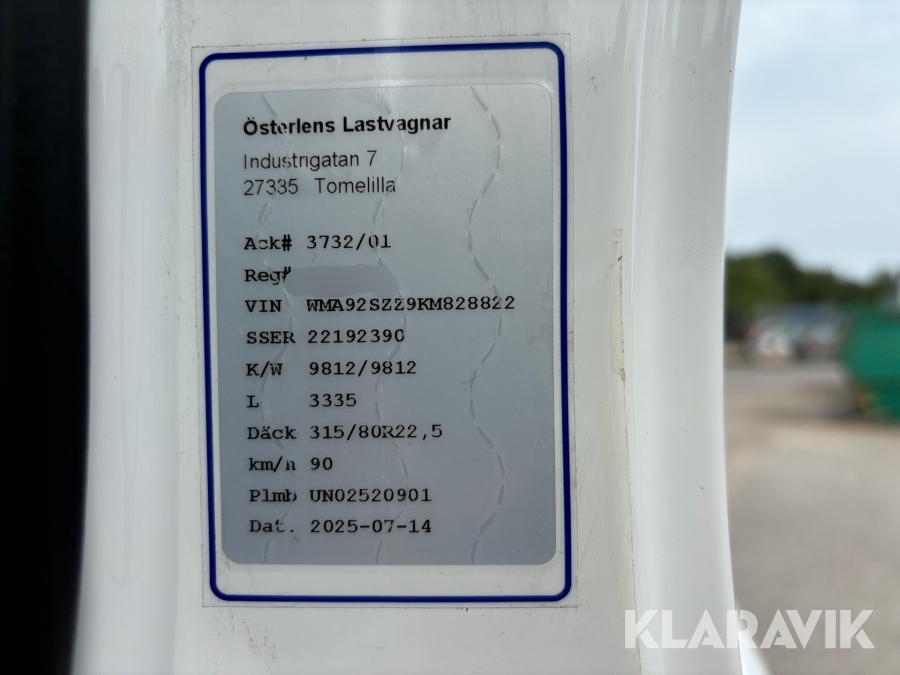 Österlens Lastvagnar
Industrigatan 7
27335 Tomelilla
Ack# 3732/01
Reg#
VIN WMA92SZZ9KM828822
SSER 22192390
K/W 9812/9812
L 3335
Däck 315/80R22,5
km/h 90
Plmb UN02520901
Dat. 2025-07-14
KLARAVIK